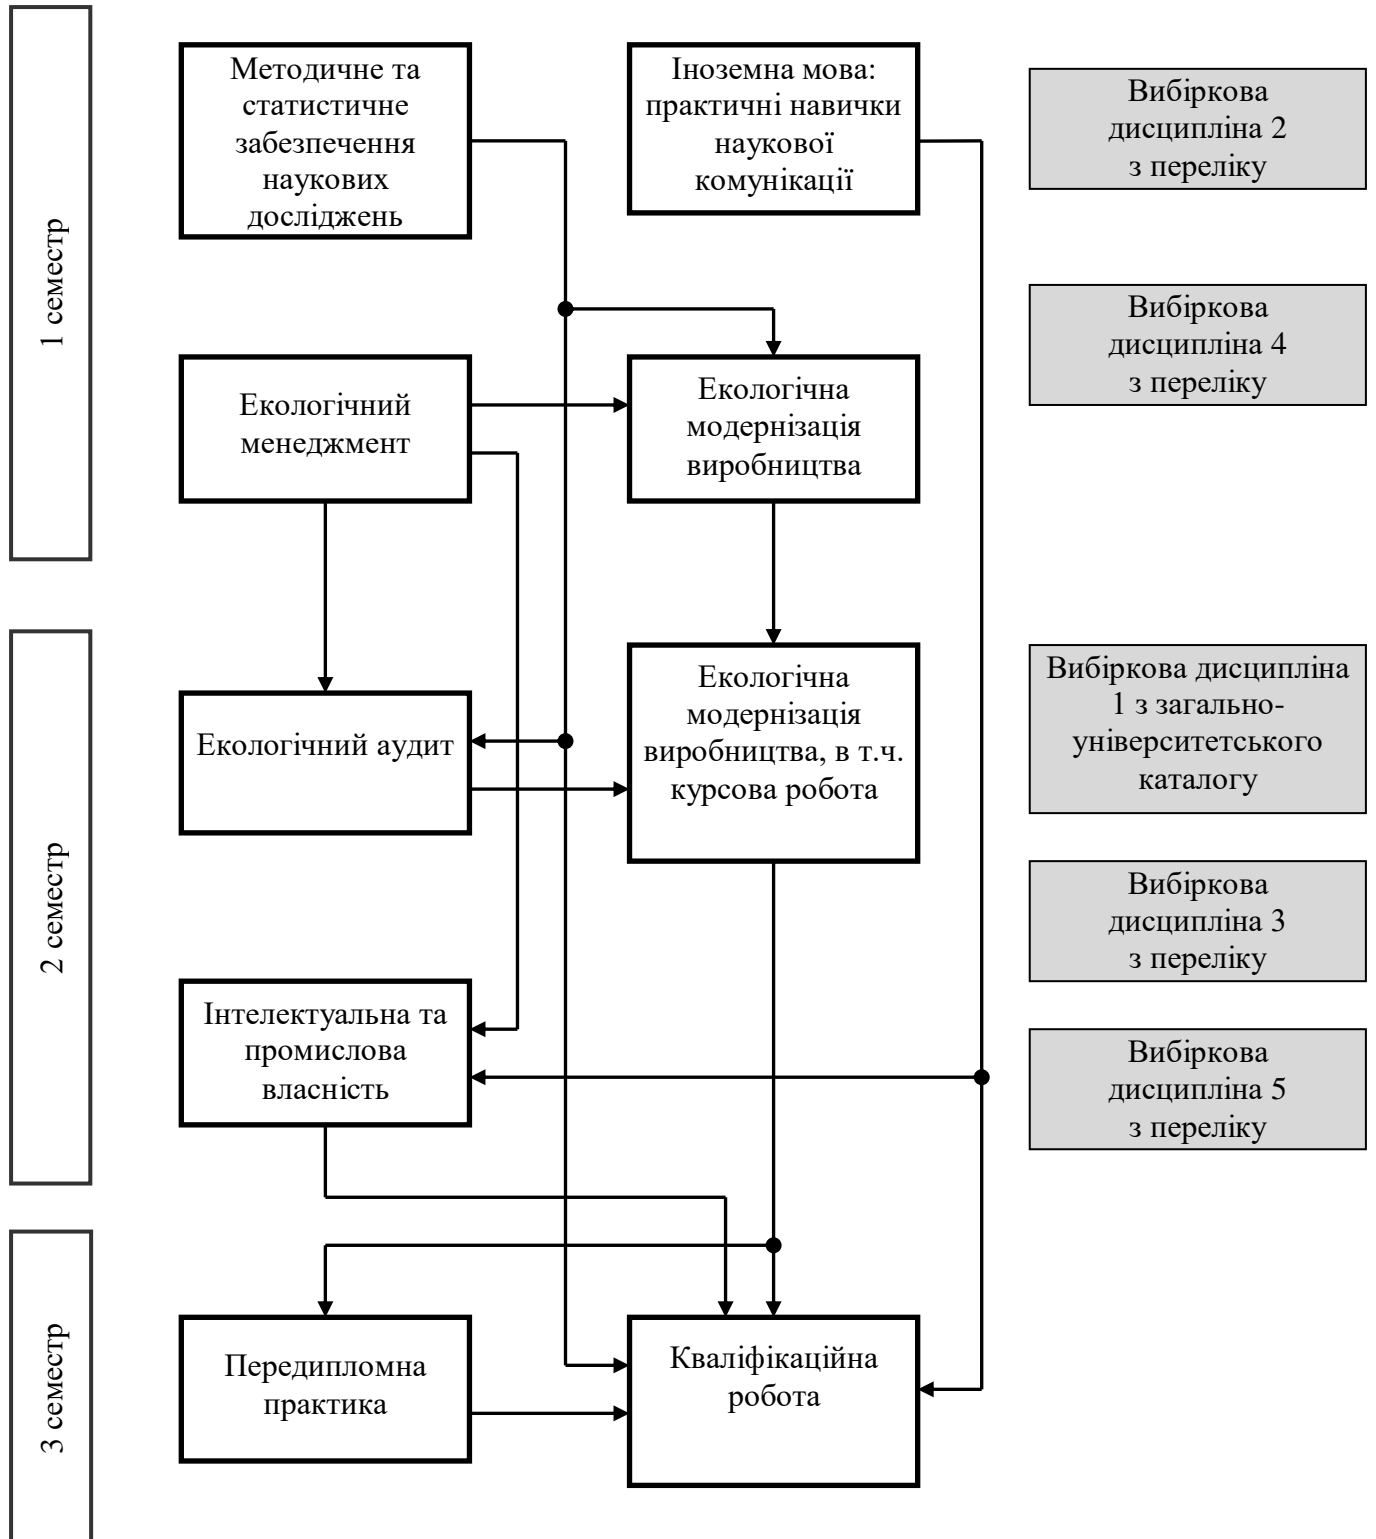 1 семестр
Методичне та
статистичне
забезпечення
наукових
досліджень
Іноземна мова:
практичні навички
наукової
комунікації
Вибіркова
дисципліна 2
з переліку
Екологічний
менеджмент
Екологічна
модернізація
виробництва
Вибіркова
дисципліна 4
з переліку
2 семестр
Екологічний аудит
Екологічна
модернізація
виробництва, в т.ч.
курсова робота
Вибіркова дисципліна
1 з загально-
університетського
каталогу
Вибіркова
дисципліна 3
з переліку
Інтелектуальна та
промислова
власність
Вибіркова
дисципліна 5
з переліку
3 семестр
Передипломна
практика
Кваліфікаційна
робота